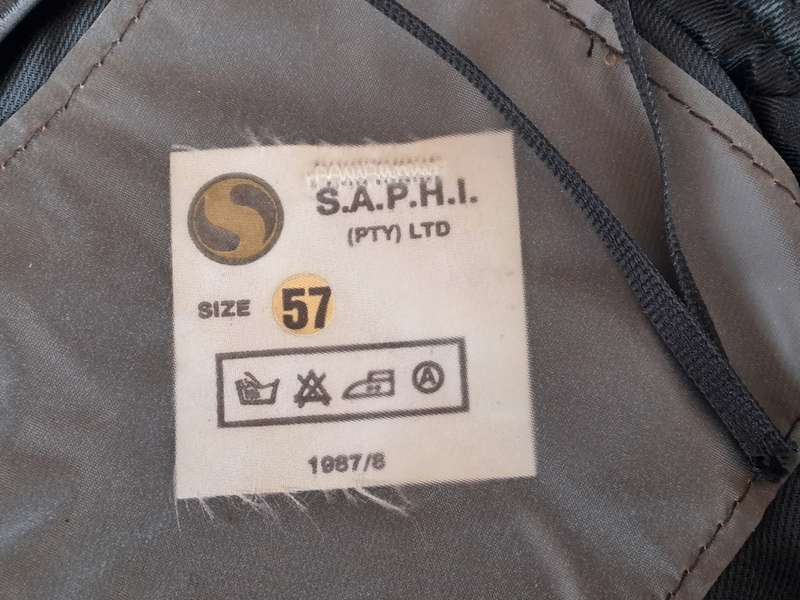 S
S.A.P.H.I.
(PTY) LTD
SIZE 57
A
1987/8